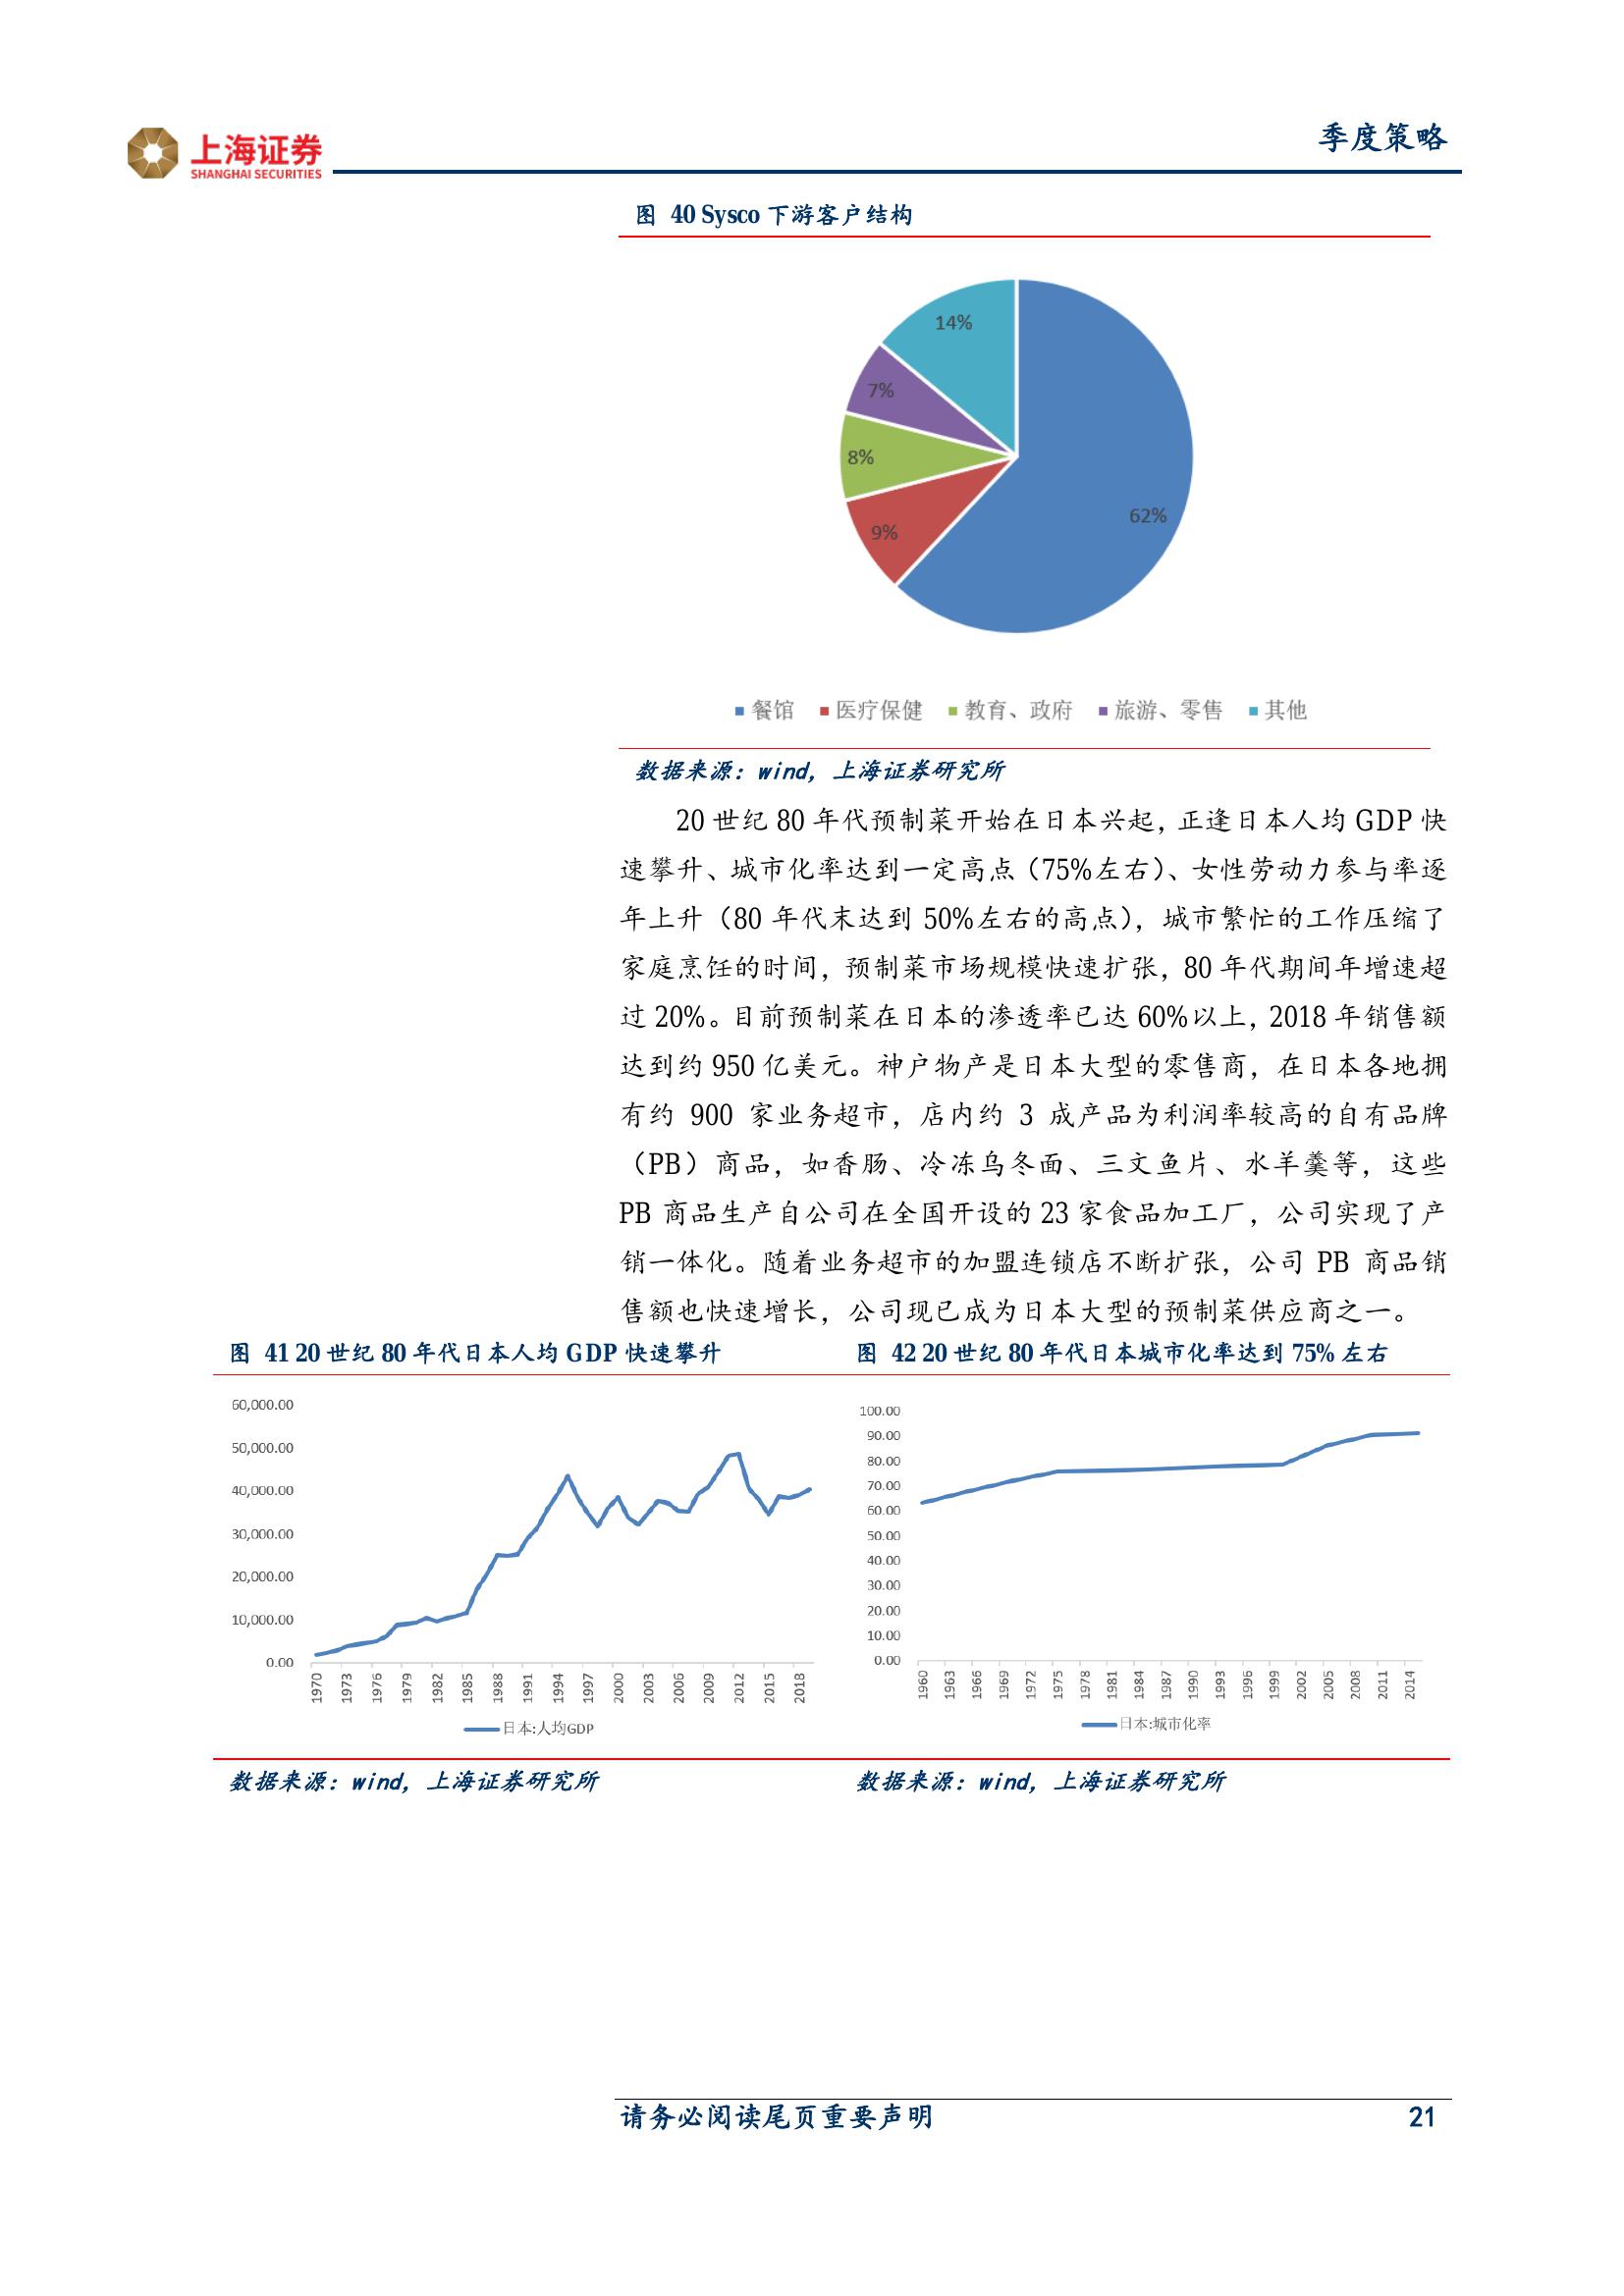 上海证券
SHANGHAI SECURITIES
季度策略
图 40 Sysco 下游客户结构
14%
7%
8%
9%
62%
餐馆 医疗保健 教育、政府 旅游、零售 其他
数据来源：wind，上海证券研究所
20 世纪 80 年代预制菜开始在日本兴起，正逢日本人均 GDP 快
速攀升、城市化率达到一定高点（75%左右）、女性劳动力参与率逐
年上升（80 年代末达到 50%左右的高点），城市繁忙的工作压缩了
家庭烹饪的时间，预制菜市场规模快速扩张，80 年代期间年增速超
过 20%。目前预制菜在日本的渗透率已达 60%以上，2018 年销售额
达到约 950 亿美元。神户物产是日本大型的零售商，在日本各地拥
有约 900 家业务超市，店内约 3 成产品为利润率较高的自有品牌
（PB）商品，如香肠、冷冻乌冬面、三文鱼片、水羊羹等，这些
PB 商品生产自公司在全国开设的 23 家食品加工厂，公司实现了产
销一体化。随着业务超市的加盟连锁店不断扩张，公司 PB 商品销
售额也快速增长，公司现已成为日本大型的预制菜供应商之一。
图 41 20 世纪 80 年代日本人均 GDP 快速攀升
60,000.00
50,000.00
40,000.00
30,000.00
20,000.00
10,000.00
0.00
1970 1973 1976 1979 1982 1985 1988 1991 1994 1997 2000 2003 2006 2009 2012 2015 2018
日本:人均GDP
数据来源：wind，上海证券研究所
图 42 20 世纪 80 年代日本城市化率达到 75% 左右
100.00
90.00
80.00
70.00
60.00
50.00
40.00
30.00
20.00
10.00
0.00
1960 1963 1966 1969 1972 1975 1978 1981 1984 1987 1990 1993 1996 1999 2002 2005 2008 2011 2014
日本:城市化率
数据来源：wind，上海证券研究所
请务必阅读尾页重要声明
21